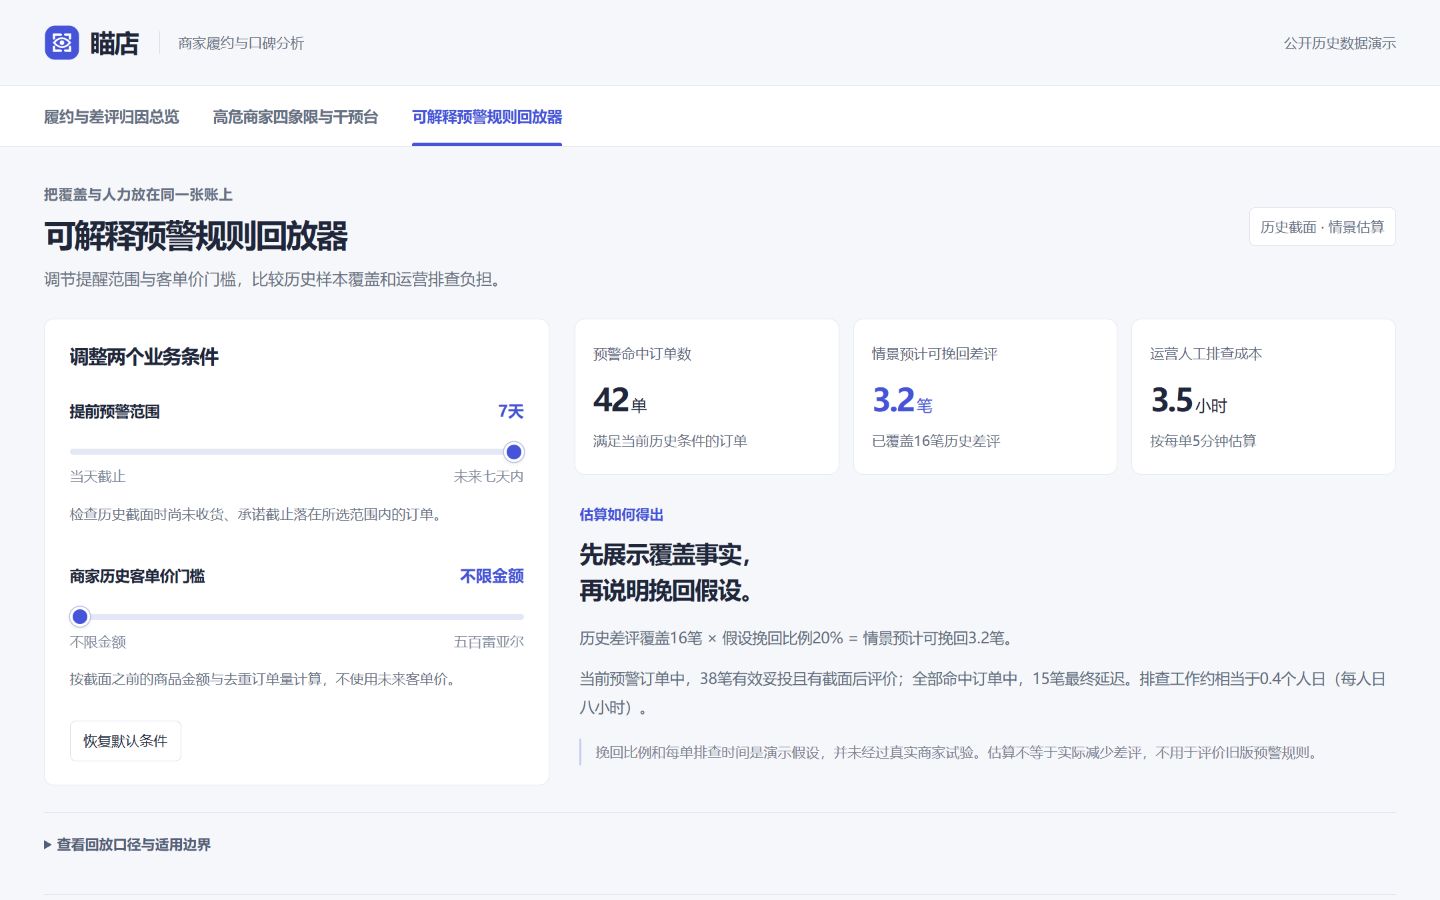 瞄店
商家履约与口碑分析
公开历史数据演示
履约与差评归因总览
高危商家四象限与干预台
可解释预警规则回放器
把覆盖与人力放在同一张账上
可解释预警规则回放器
历史截面 · 情景估算
调节提醒范围与客单价门槛，比较历史样本覆盖和运营排查负担。
调整两个业务条件
提前预警范围
7天
当天截止
未来七天内
检查历史截面时尚未收货、承诺截止落在所选范围内的订单。
商家历史客单价门槛
不限金额
不限金额
五百雷亚尔
按截面之前的商品金额与去重订单量计算，不使用未来客单价。
恢复默认条件
预警命中订单数
42单
满足当前历史条件的订单
情景预计可挽回差评
3.2笔
已覆盖16笔历史差评
运营人工排查成本
3.5小时
按每单5分钟估算
估算如何得出
先展示覆盖事实，
再说明挽回假设。
历史差评覆盖16笔 × 假设挽回比例20% = 情景预计可挽回3.2笔。
当前预警订单中，38笔有效妥投且有截面后评价；全部命中订单中，15笔最终延迟。排查工作约相当于0.4个人日（每人日
八小时）。
挽回比例和每单排查时间是演示假设，并未经过真实商家试验。估算不等于实际减少差评，不用于评价旧版预警规则。
查看回放口径与适用边界